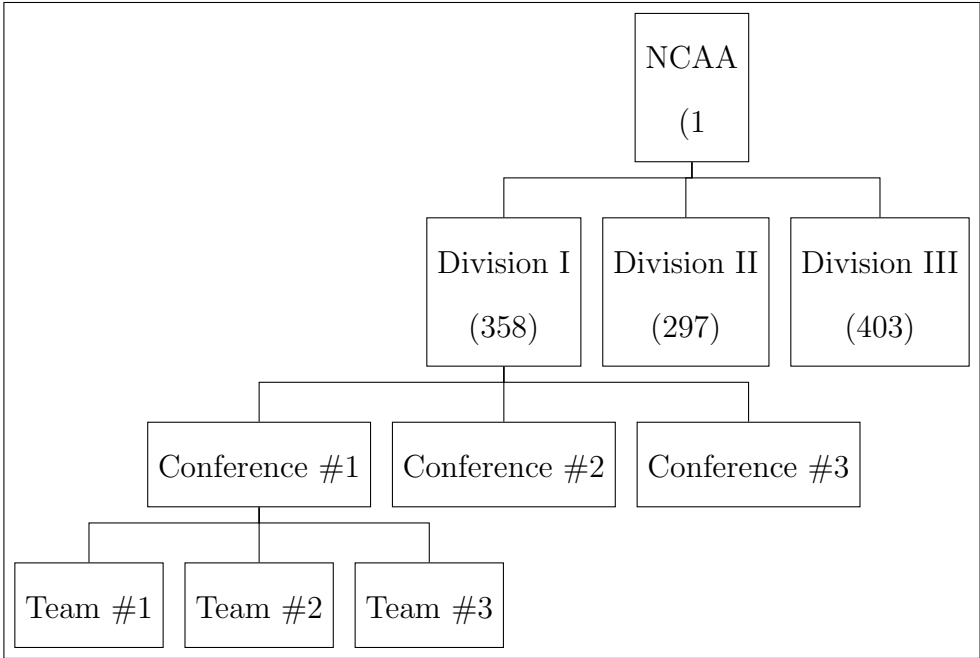 NCAA
(1
Division I
(358)
Division II
(297)
Division III
(403)
Conference #1
Conference #2
Conference #3
Team #1
Team #2
Team #3